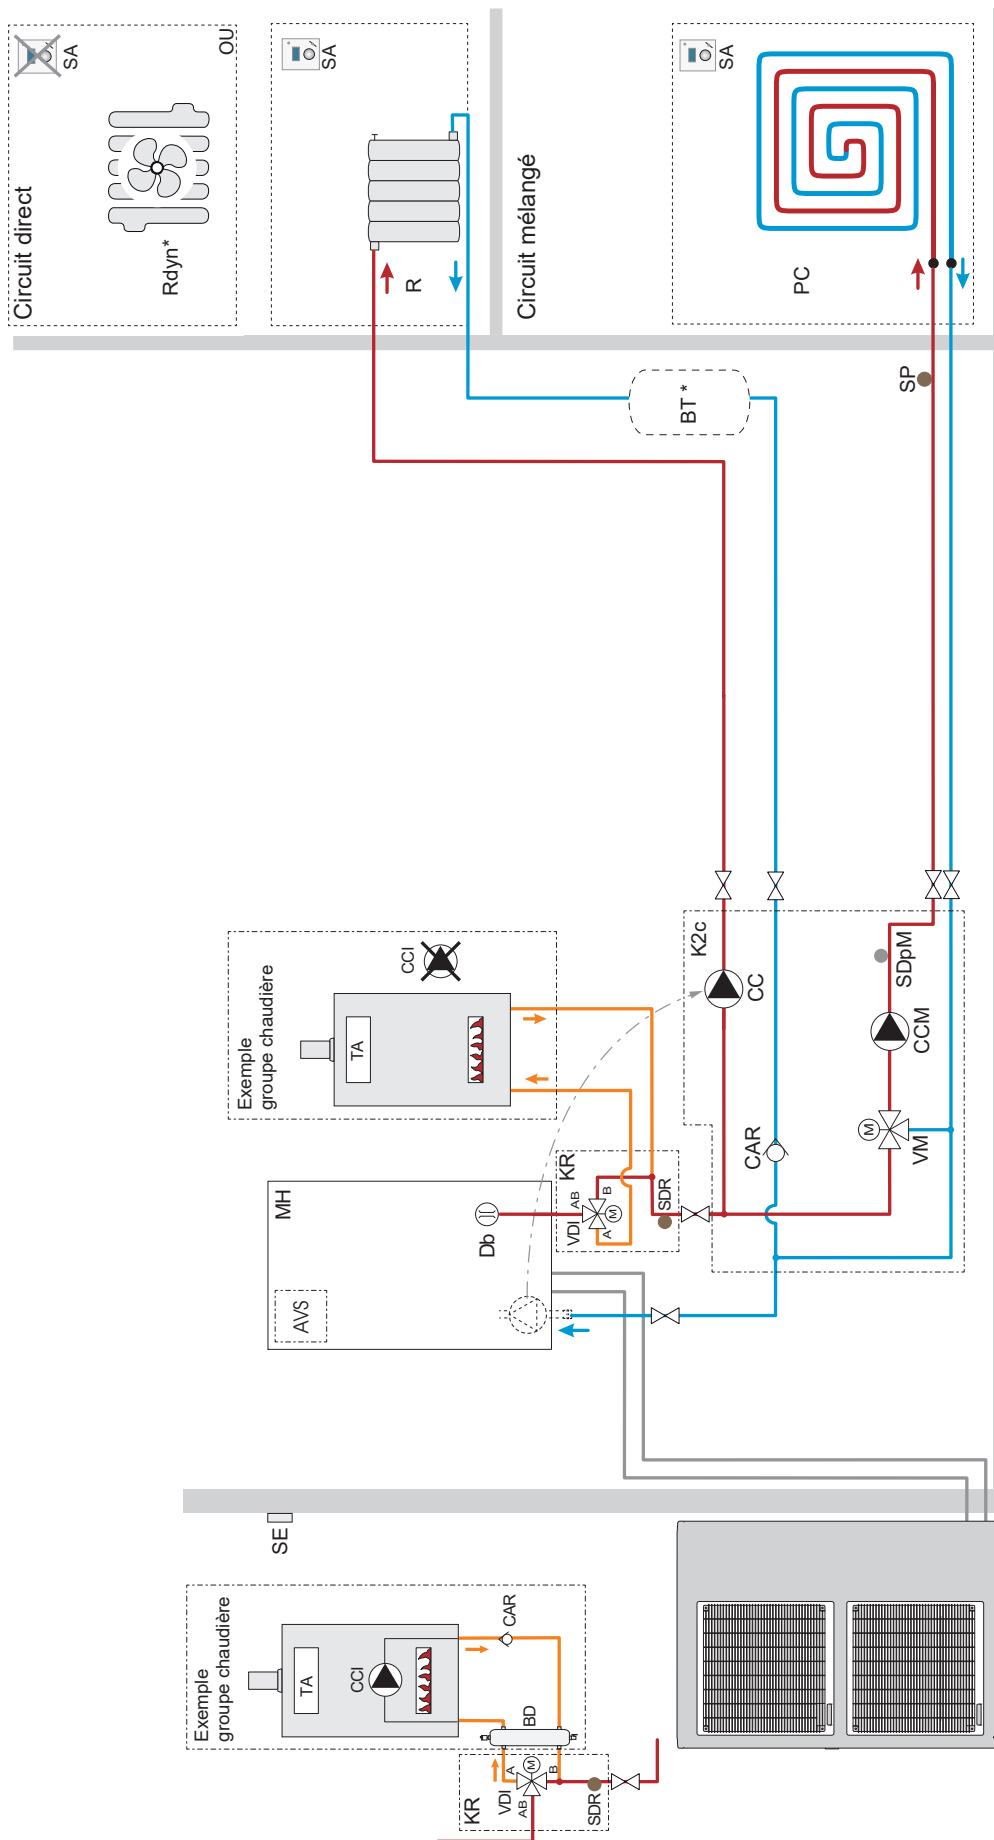 Circuit direct
SA
OU
Rdyn*
SA
R
Circuit mélangé
SA
PC
SP
BT *
Exemple
groupe chaudière
TA
CCI
K2c
CC
SDpM
CCM
M
VM
CAR
MH
AVS
Db
KR
VDI
AB
B
A
M
SDR
SE
Exemple
groupe chaudière
TA
CCI
CAR
BD
KR
VDI
A
M
B
AB
SDR